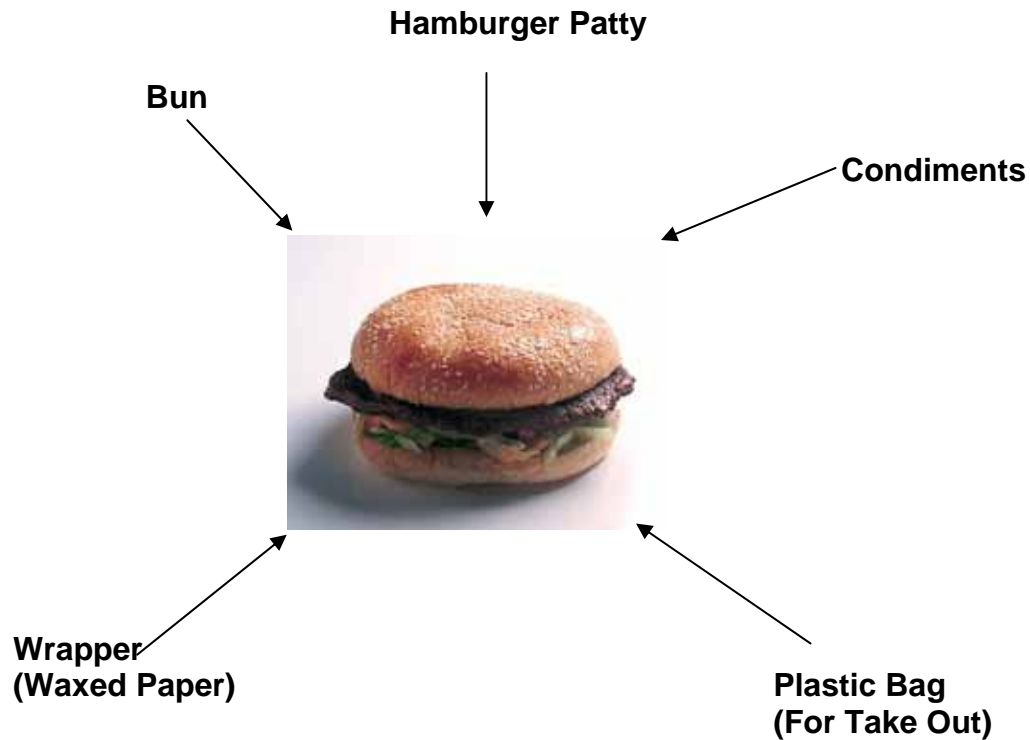 Hamburger Patty
Bun
Condiments
Wrapper
(Waxed Paper)
Plastic Bag
(For Take Out)